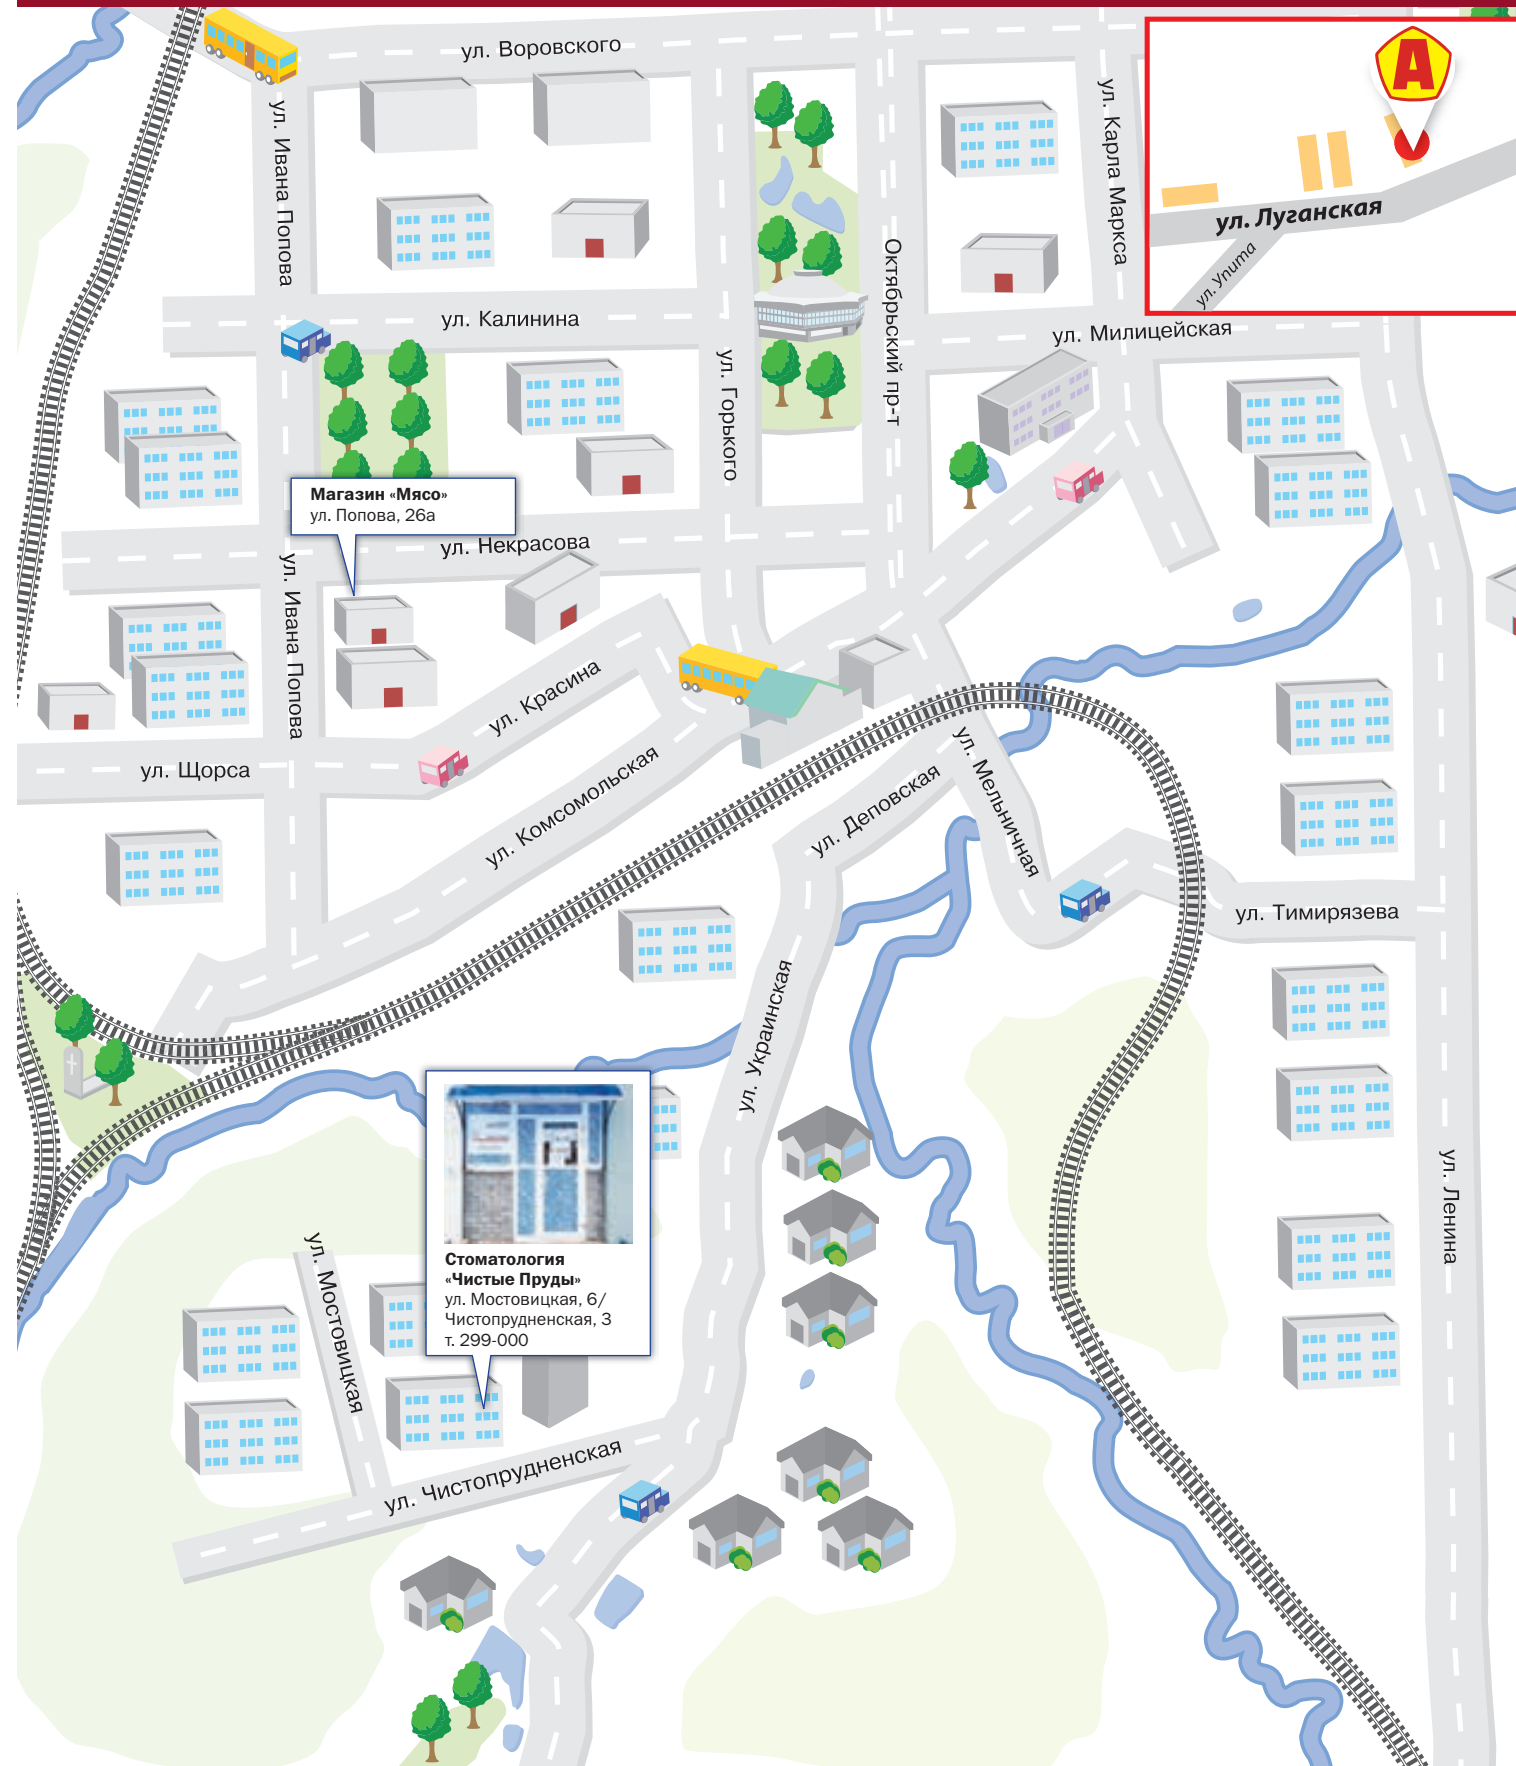 ул. Воровского
ул. Ивана Попова
ул. Карла Маркса
А
ул. Луганская
ул. Упита
Октябрьский пр-т
ул. Калинина
ул. Милицейская
ул. Горького
Магазин «Мясо»
ул. Попова, 26а
ул. Некрасова
ул. Ивана Попова
ул. Красина
ул. Щорса
ул. Комсомольская
ул. Деповская
ул. Мельничная
ул. Тимирязева
ул. Украинская
ул. Ленина
ул. Мостовицкая
Стоматология
«Чистые Пруды»
ул. Мостовицкая, 6/
Чистопрудненская, 3
т. 299-000
ул. Чистопрудненская